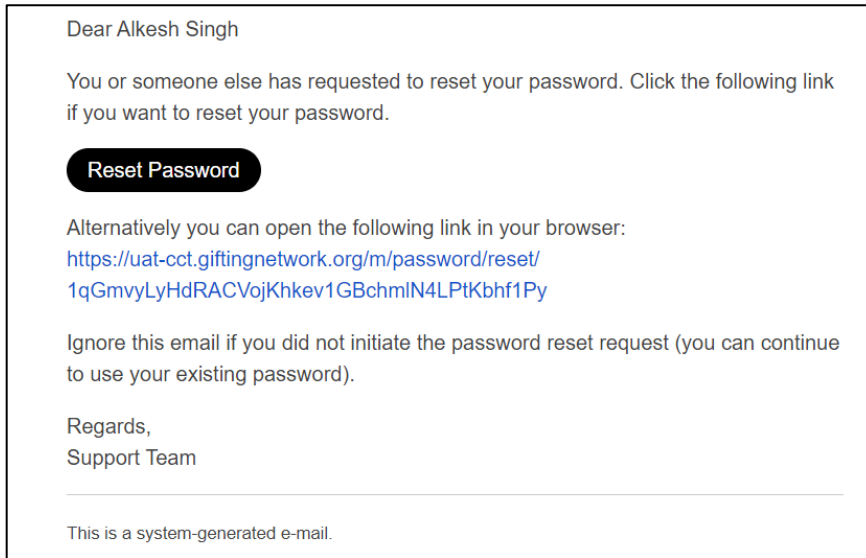 Dear Alkesh Singh
You or someone else has requested to reset your password. Click the following link
if you want to reset your password.
Reset Password
Alternatively you can open the following link in your browser:
https://uat-cct.giftingnetwork.org/m/password/reset/
1qGmvyLyHdRACVojKhkev1GBchmlN4LPtKbhf1Py
Ignore this email if you did not initiate the password reset request (you can continue
to use your existing password).
Regards,
Support Team
This is a system-generated e-mail.